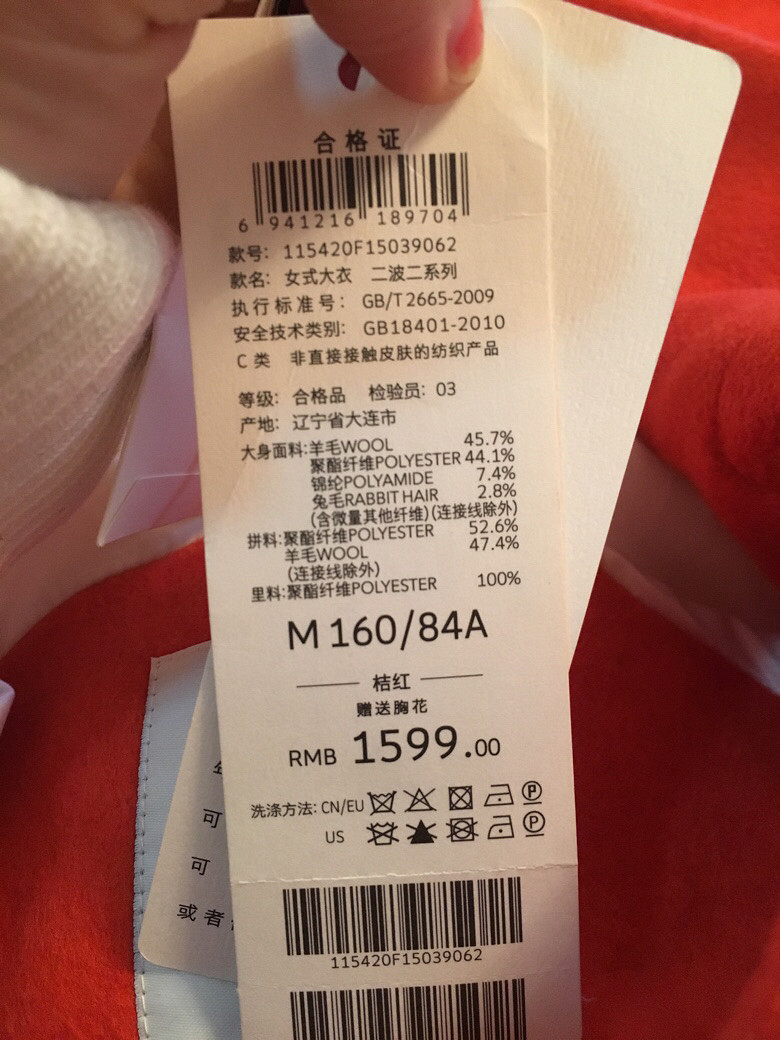 合格证
6 941216 189704
款号: 115420F15039062
款名: 女式大衣 二波二系列
执行标准号: GB/T 2665-2009
安全技术类别: GB18401-2010
C 类 非直接接触皮肤的纺织产品
等级: 合格品 检验员: 03
产地: 辽宁省大连市
大身面料:羊毛WOOL 45.7%
聚酯纤维POLYESTER 44.1%
锦纶POLYAMIDE 7.4%
兔毛RABBIT HAIR 2.8%
(含微量其他纤维)(连接线除外)
拼料:聚酯纤维POLYESTER 52.6%
羊毛WOOL 47.4%
(连接线除外)
里料:聚酯纤维POLYESTER 100%
M 160/84A
桔红
赠送胸花
RMB 1599.00
洗涤方法: CN/EU
US
115420F15039062
可
可
或者